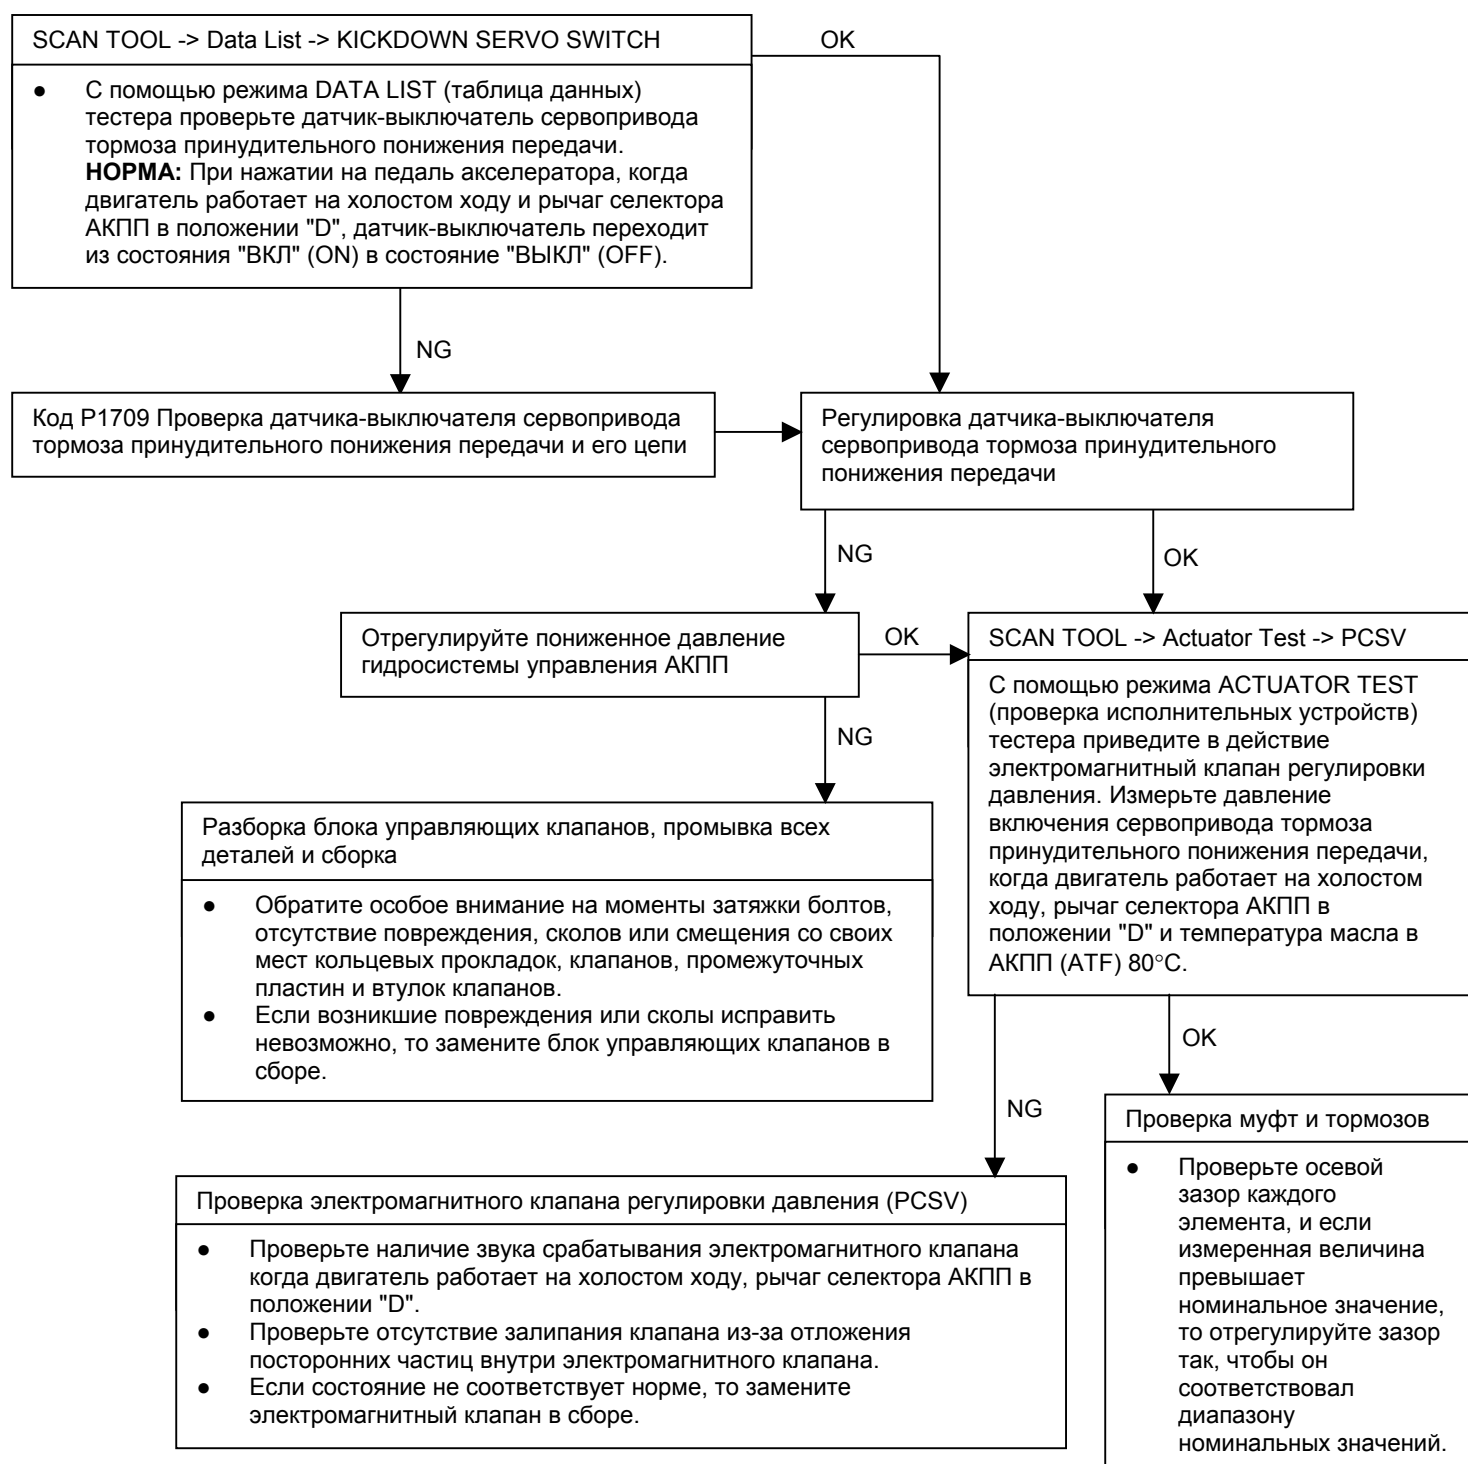 SCAN TOOL -> Data List -> KICKDOWN SERVO SWITCH
OK
● С помощью режима DATA LIST (таблица данных)
тестера проверьте датчик-выключатель сервопривода
тормоза принудительного понижения передачи.
НОРМА: При нажатии на педаль акселератора, когда
двигатель работает на холостом ходу и рычаг селектора
АКПП в положении "D", датчик-выключатель переходит
из состояния "ВКЛ" (ON) в состояние "ВЫКЛ" (OFF).
NG
Код P1709 Проверка датчика-выключателя сервопривода
тормоза принудительного понижения передачи и его цепи
Регулировка датчика-выключателя
сервопривода тормоза принудительного
понижения передачи
NG
OK
Отрегулируйте пониженное давление
гидросистемы управления АКПП
OK
NG
SCAN TOOL -> Actuator Test -> PCSV
С помощью режима ACTUATOR TEST
(проверка исполнительных устройств)
тестера приведите в действие
электромагнитный клапан регулировки
давления. Измерьте давление
включения сервопривода тормоза
принудительного понижения передачи,
когда двигатель работает на холостом
ходу, рычаг селектора АКПП в
положении "D" и температура масла в
АКПП (ATF) 80°C.
Разборка блока управляющих клапанов, промывка всех
деталей и сборка
● Обратите особое внимание на моменты затяжки болтов,
отсутствие повреждения, сколов или смещения со своих
мест кольцевых прокладок, клапанов, промежуточных
пластин и втулок клапанов.
● Если возникшие повреждения или сколы исправить
невозможно, то замените блок управляющих клапанов в
сборе.
OK
NG
Проверка муфт и тормозов
● Проверьте осевой
зазор каждого
элемента, и если
измеренная величина
превышает
номинальное значение,
то отрегулируйте зазор
так, чтобы он
соответствовал
диапазону
номинальных значений.
Проверка электромагнитного клапана регулировки давления (PCSV)
● Проверьте наличие звука срабатывания электромагнитного клапана
когда двигатель работает на холостом ходу, рычаг селектора АКПП в
положении "D".
● Проверьте отсутствие залипания клапана из-за отложения
посторонних частиц внутри электромагнитного клапана.
● Если состояние не соответствует норме, то замените
электромагнитный клапан в сборе.